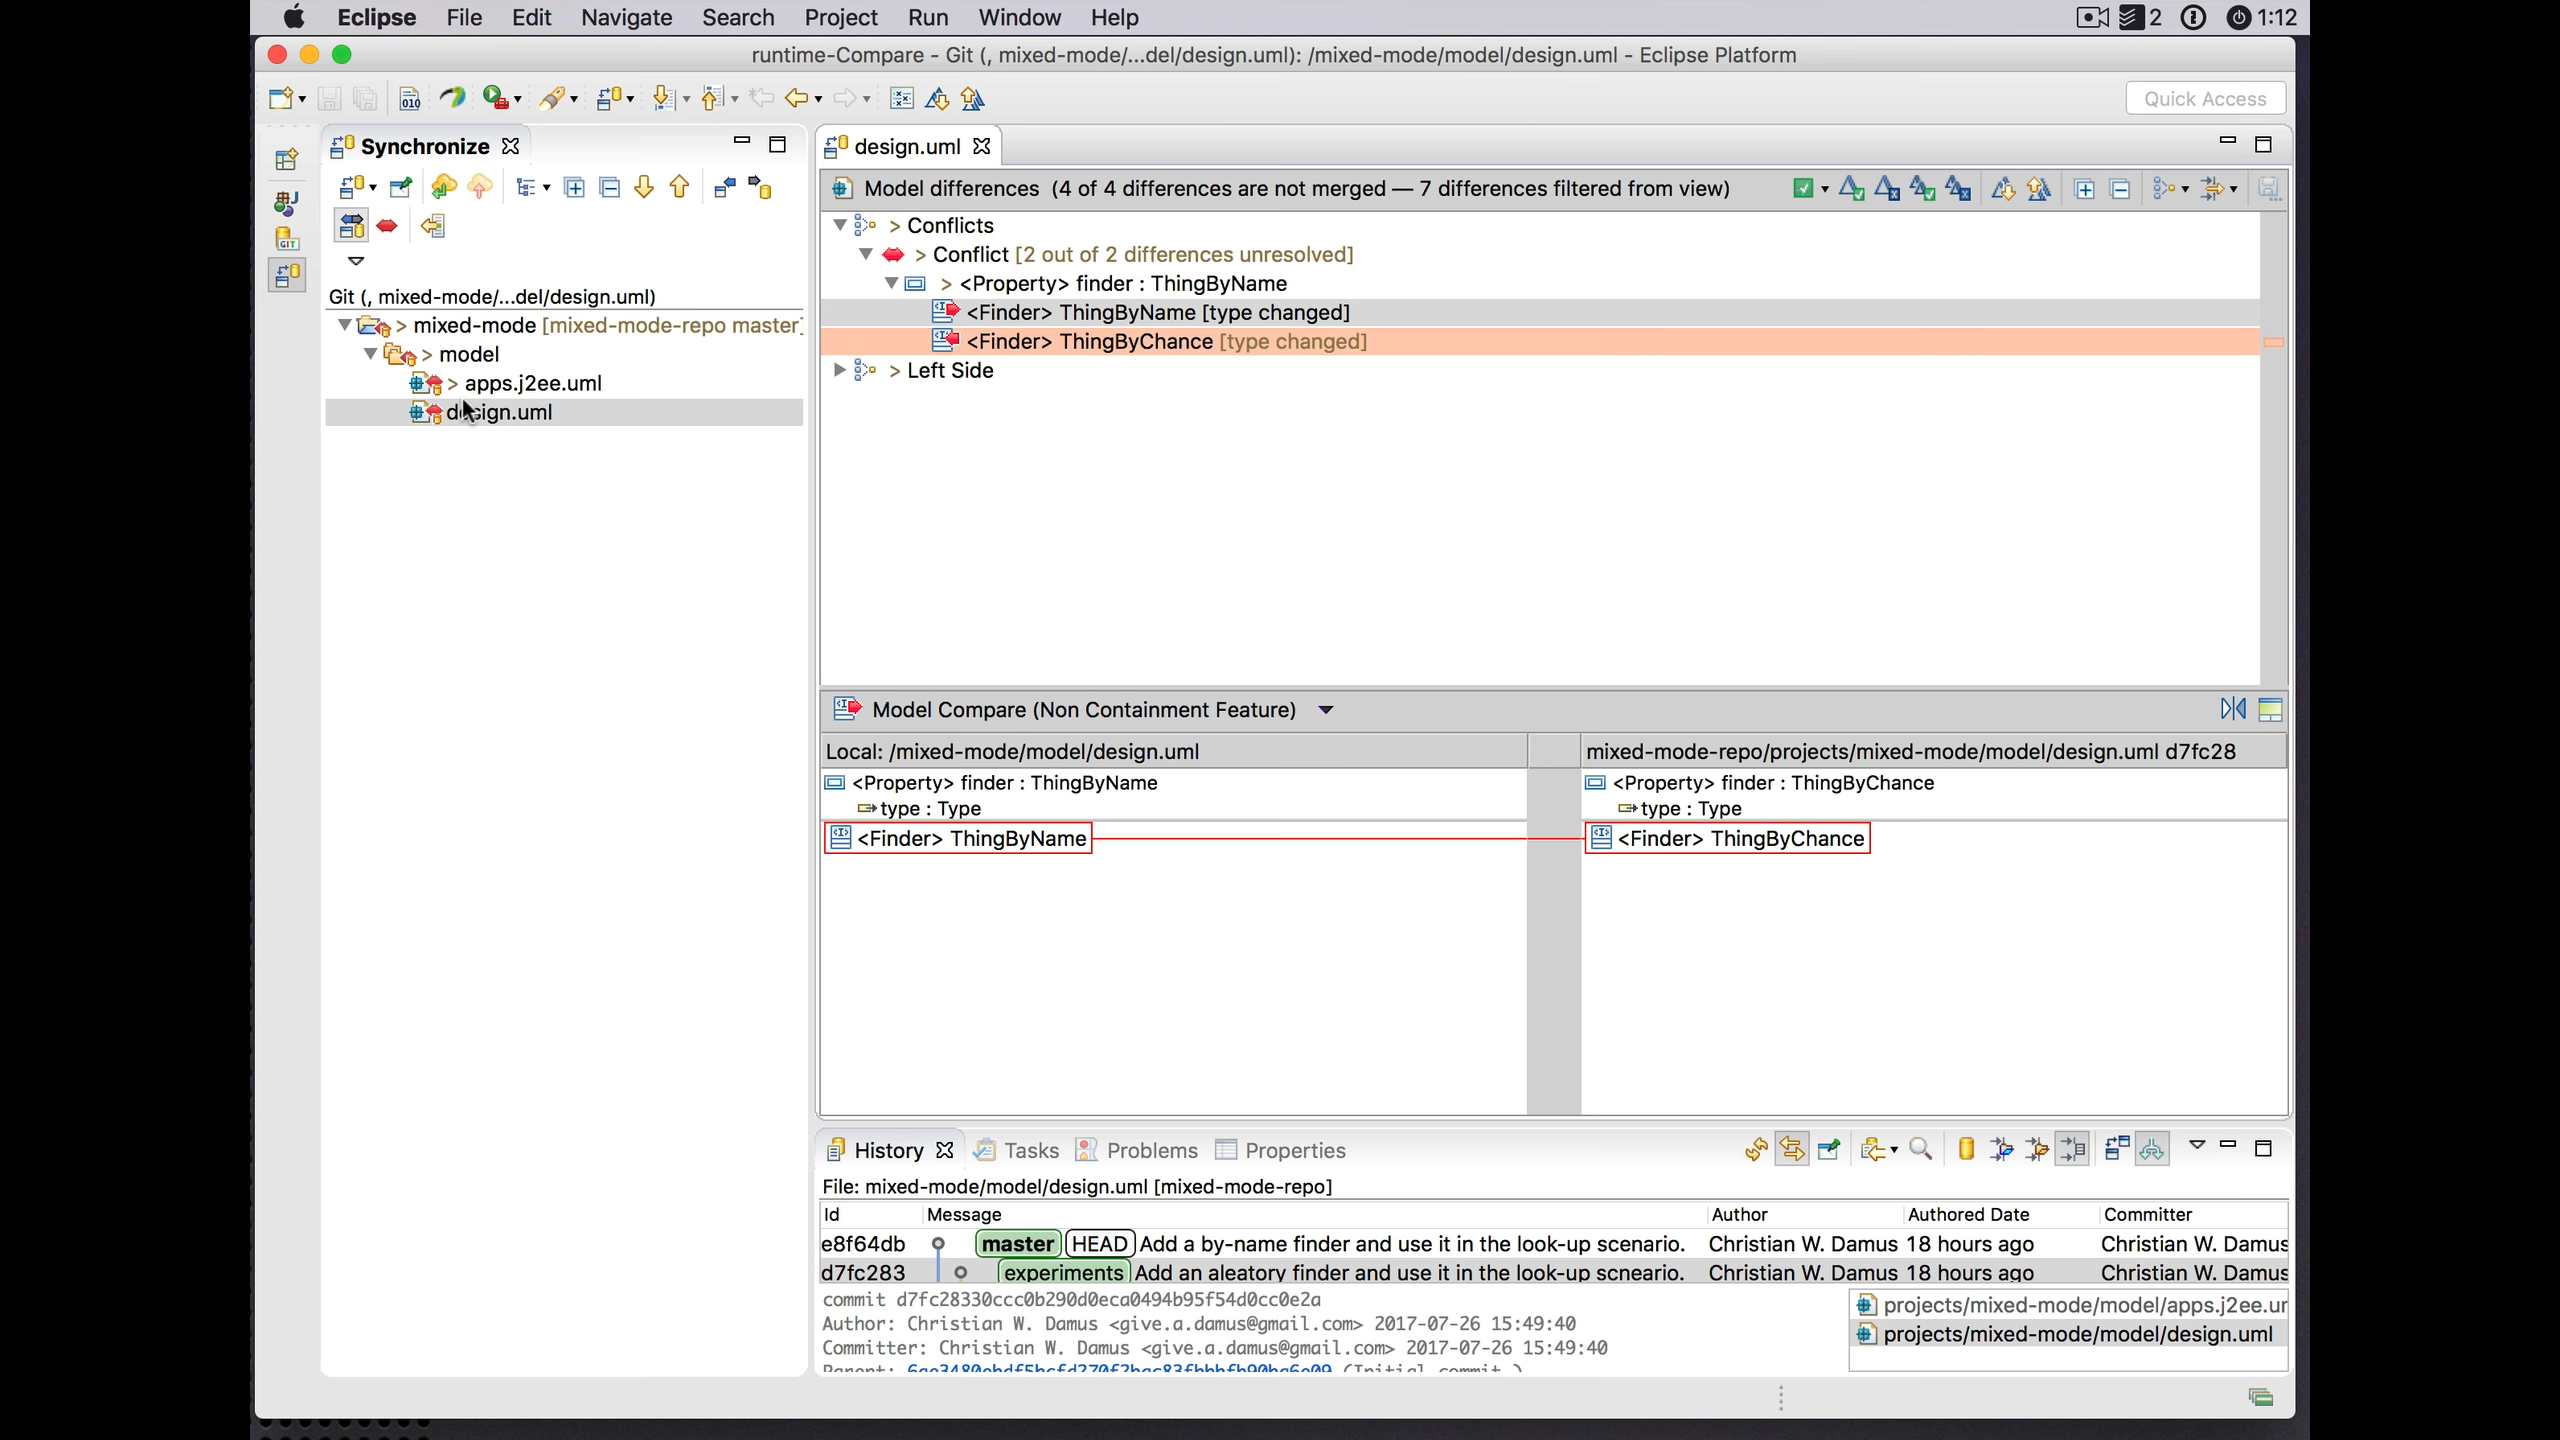 Eclipse File Edit Navigate Search Project Run Window Help 2 1:12
runtime-Compare - Git (, mixed-mode/...del/design.uml): /mixed-mode/model/design.uml - Eclipse Platform
010 Quick Access
Synchronize
GIT
Git (, mixed-mode/...del/design.uml)
> mixed-mode [mixed-mode-repo master]
> model
> apps.j2ee.uml
design.uml
design.uml
Model differences (4 of 4 differences are not merged — 7 differences filtered from view)
> Conflicts
> Conflict [2 out of 2 differences unresolved]
> <Property> finder : ThingByName
<Finder> ThingByName [type changed]
<Finder> ThingByChance [type changed]
> Left Side
Model Compare (Non Containment Feature)
Local: /mixed-mode/model/design.uml
<Property> finder : ThingByName
type : Type
<Finder> ThingByName
mixed-mode-repo/projects/mixed-mode/model/design.uml d7fc28
<Property> finder : ThingByChance
type : Type
<Finder> ThingByChance
History Tasks Problems Properties
File: mixed-mode/model/design.uml [mixed-mode-repo]
Id Message Author Authored Date Committer
e8f64db master HEAD Add a by-name finder and use it in the look-up scenario. Christian W. Damus 18 hours ago Christian W. Damus
d7fc283 experiments Add an aleatory finder and use it in the look-up scneario. Christian W. Damus 18 hours ago Christian W. Damus
commit d7fc28330ccc0b290d0eca0494b95f54d0cc0e2a
Author: Christian W. Damus <give.a.damus@gmail.com> 2017-07-26 15:49:40
Committer: Christian W. Damus <give.a.damus@gmail.com> 2017-07-26 15:49:40
projects/mixed-mode/model/apps.j2ee.ur
projects/mixed-mode/model/design.uml